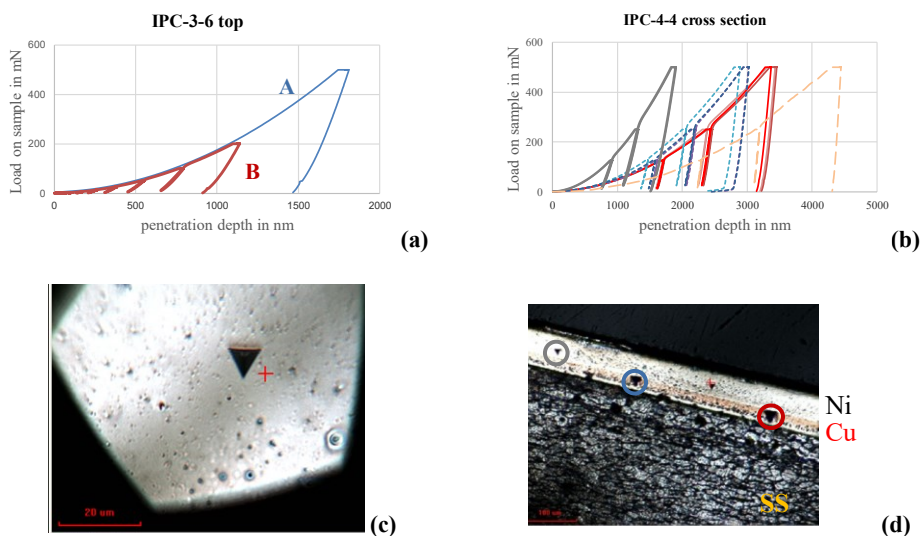 IPC-3-6 top
Load on sample in mN
600
400
200
0
A
B
0
500
1000
1500
2000
penetration depth in nm
(a)
IPC-4-4 cross section
Load on sample in mN
600
400
200
0
0
1000
2000
3000
4000
5000
penetration depth in nm
(b)
20 um
(c)
Ni
Cu
SS
100 um
(d)